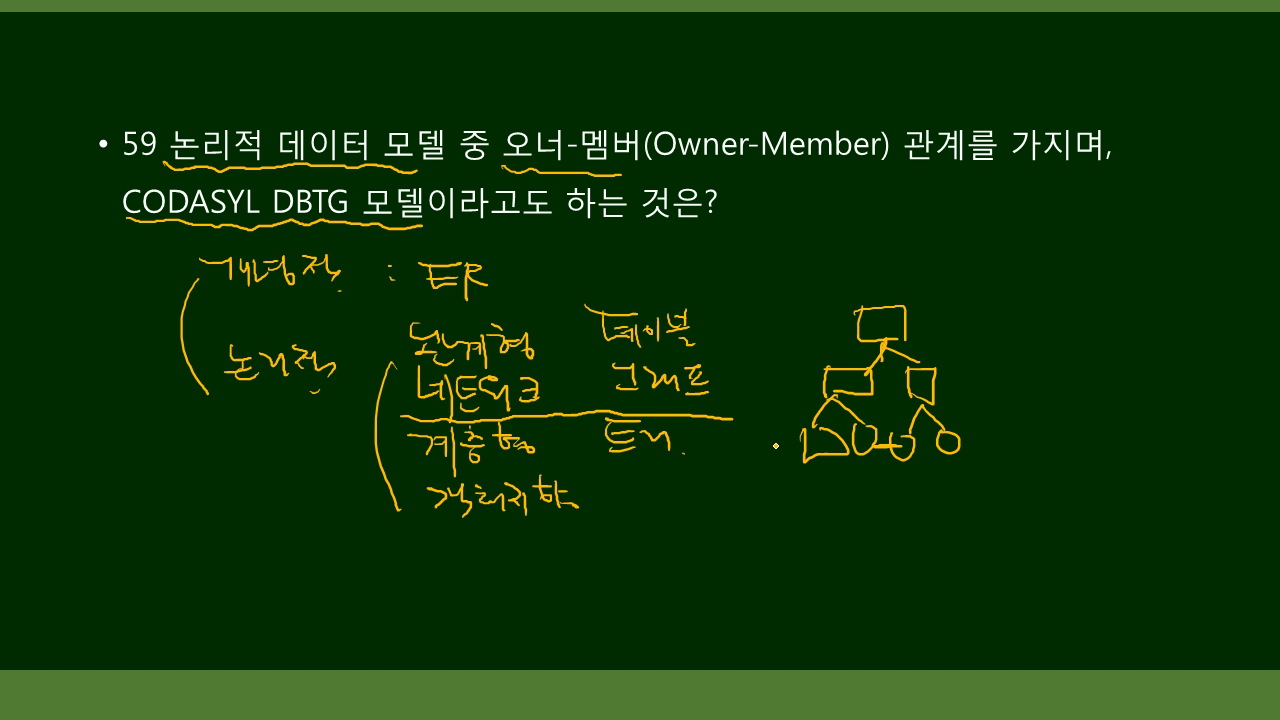 • 59 논리적 데이터 모델 중 오너-멤버(Owner-Member) 관계를 가지며,
CODASYL DBTG 모델이라고도 하는 것은?
개념적 : ER
논리적
관계형 테이블
네트워크 그래프
계층형 트리
객체지향